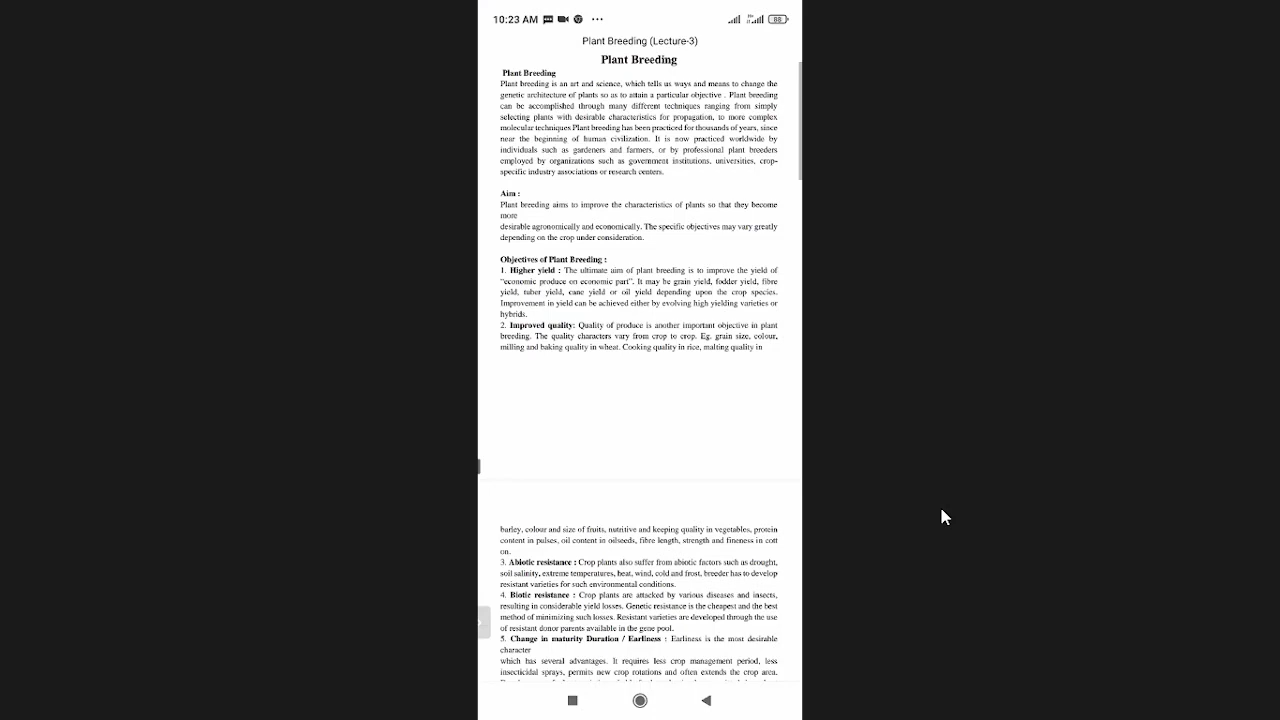 10:23 AM ...
88
Plant Breeding (Lecture-3)
Plant Breeding
Plant Breeding
Plant breeding is an art and science, which tells us ways and means to change the
genetic architecture of plants so as to attain a particular objective . Plant breeding
can be accomplished through many different techniques ranging from simply
selecting plants with desirable characteristics for propagation, to more complex
molecular techniques Plant breeding has been practiced for thousands of years, since
near the beginning of human civilization. It is now practiced worldwide by
individuals such as gardeners and farmers, or by professional plant breeders
employed by organizations such as government institutions, universities, crop-
specific industry associations or research centers.
Aim :
Plant breeding aims to improve the characteristics of plants so that they become
more
desirable agronomically and economically. The specific objectives may vary greatly
depending on the crop under consideration.
Objectives of Plant Breeding :
1. Higher yield : The ultimate aim of plant breeding is to improve the yield of
“economic produce on economic part”. It may be grain yield, fodder yield, fibre
yield, tuber yield, cane yield or oil yield depending upon the crop species.
Improvement in yield can be achieved either by evolving high yielding varieties or
hybrids.
2. Improved quality: Quality of produce is another important objective in plant
breeding. The quality characters vary from crop to crop. Eg. grain size, colour,
milling and baking quality in wheat. Cooking quality in rice, malting quality in
barley, colour and size of fruits, nutritive and keeping quality in vegetables, protein
content in pulses, oil content in oilseeds, fibre length, strength and fineness in cott
on.
3. Abiotic resistance : Crop plants also suffer from abiotic factors such as drought,
soil salinity, extreme temperatures, heat, wind, cold and frost, breeder has to develop
resistant varieties for such environmental conditions.
4. Biotic resistance : Crop plants are attacked by various diseases and insects,
resulting in considerable yield losses. Genetic resistance is the cheapest and the best
method of minimizing such losses. Resistant varieties are developed through the use
of resistant donor parents available in the gene pool.
5. Change in maturity Duration / Earliness : Earliness is the most desirable
character
which has several advantages. It requires less crop management period, less
insecticidal sprays, permits new crop rotations and often extends the crop area.